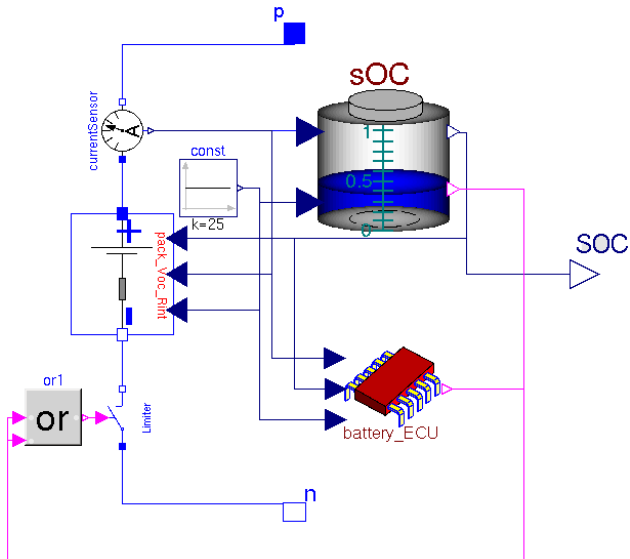 p
sOC
currentSensor
A
1
const
0.5
k=25
0
pack_Voc_Rint
SOC
or1
or
Limiter
battery_ECU
n